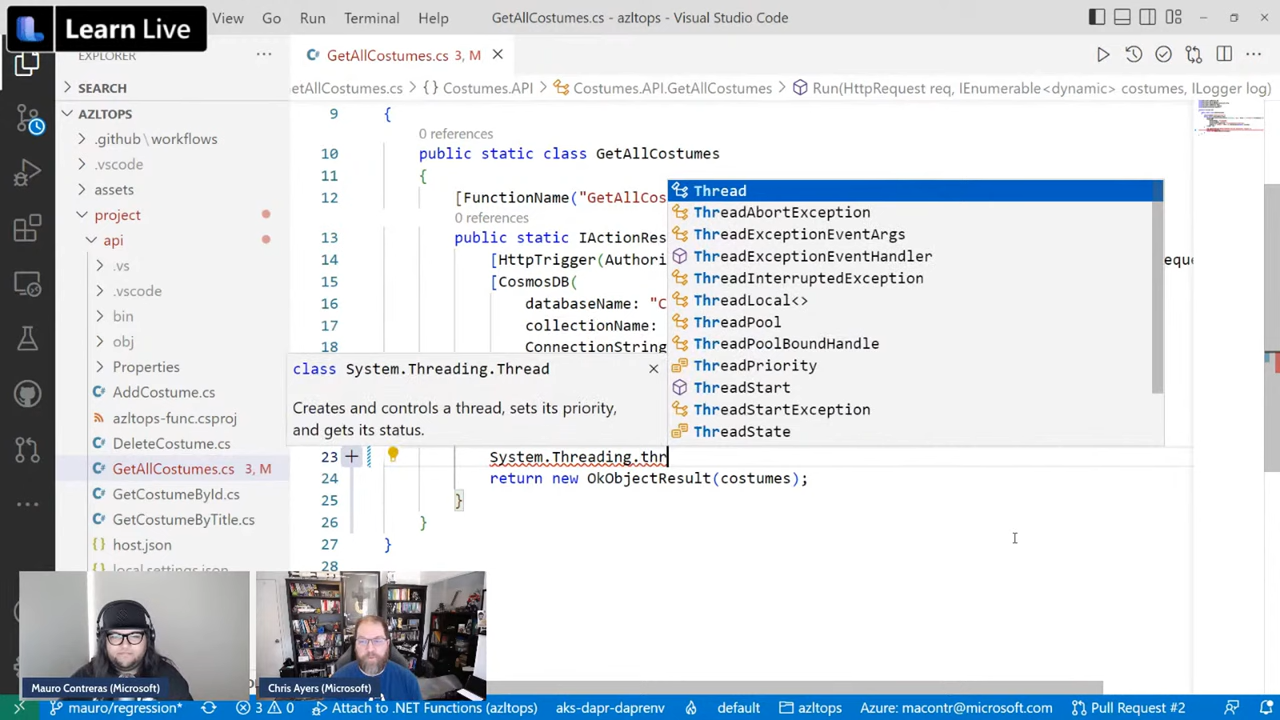 Learn Live
View Go Run Terminal Help
GetAllCostumes.cs - azltops - Visual Studio Code
EXPLORER
GetAllCostumes.cs 3, M
SEARCH
etAllCostumes.cs > {} Costumes.API > Costumes.API.GetAllCostumes > Run(HttpRequest req, IEnumerable<dynamic> costumes, ILogger log)
AZLTOPS
.github\workflows
.vscode
assets
project
api
.vs
.vscode
bin
obj
Properties
AddCostume.cs
azltops-func.csproj
DeleteCostume.cs
GetAllCostumes.cs 3, M
GetCostumeById.cs
GetCostumeByTitle.cs
host.json
local.settings.json
9 {
0 references
10 public static class GetAllCostumes
11 {
12 [FunctionName("GetAllCos
0 references
13 public static IActionRes
14 [HttpTrigger(Authori
eque
15 [CosmosDB(
16 databaseName: "C
17 collectionName:
18 ConnectionString
Thread
ThreadAbortException
ThreadExceptionEventArgs
ThreadExceptionEventHandler
ThreadInterruptedException
ThreadLocal<>
ThreadPool
ThreadPoolBoundHandle
ThreadPriority
ThreadStart
ThreadStartException
ThreadState
class System.Threading.Thread
Creates and controls a thread, sets its priority,
and gets its status.
23 System.Threading.thr
24 return new OkObjectResult(costumes);
25 }
26 }
27 }
28
Mauro Contreras (Microsoft)
Chris Ayers (Microsoft)
mauro/regression* 3 0 Attach to .NET Functions (azltops) aks-dapr-daprenv default azltops Azure: macontr@microsoft.com Pull Request #2